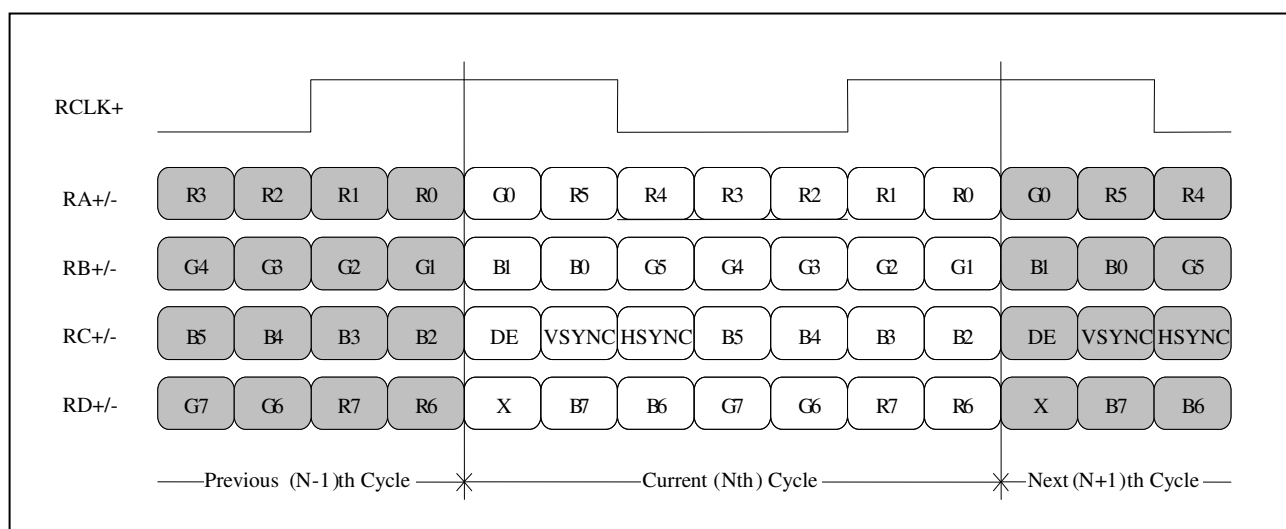 RCLK+
RA+/- R3 R2 R1 R0 G0 R5 R4 R3 R2 R1 R0 G0 R5 R4
RB+/- G4 G3 G2 G1 B1 B0 G5 G4 G3 G2 G1 B1 B0 G5
RC+/- B5 B4 B3 B2 DE VSYNC HSYNC B5 B4 B3 B2 DE VSYNC HSYNC
RD+/- G7 G6 R7 R6 X B7 B6 G7 G6 R7 R6 X B7 B6
Previous (N-1)th Cycle Current (Nth) Cycle Next (N+1)th Cycle